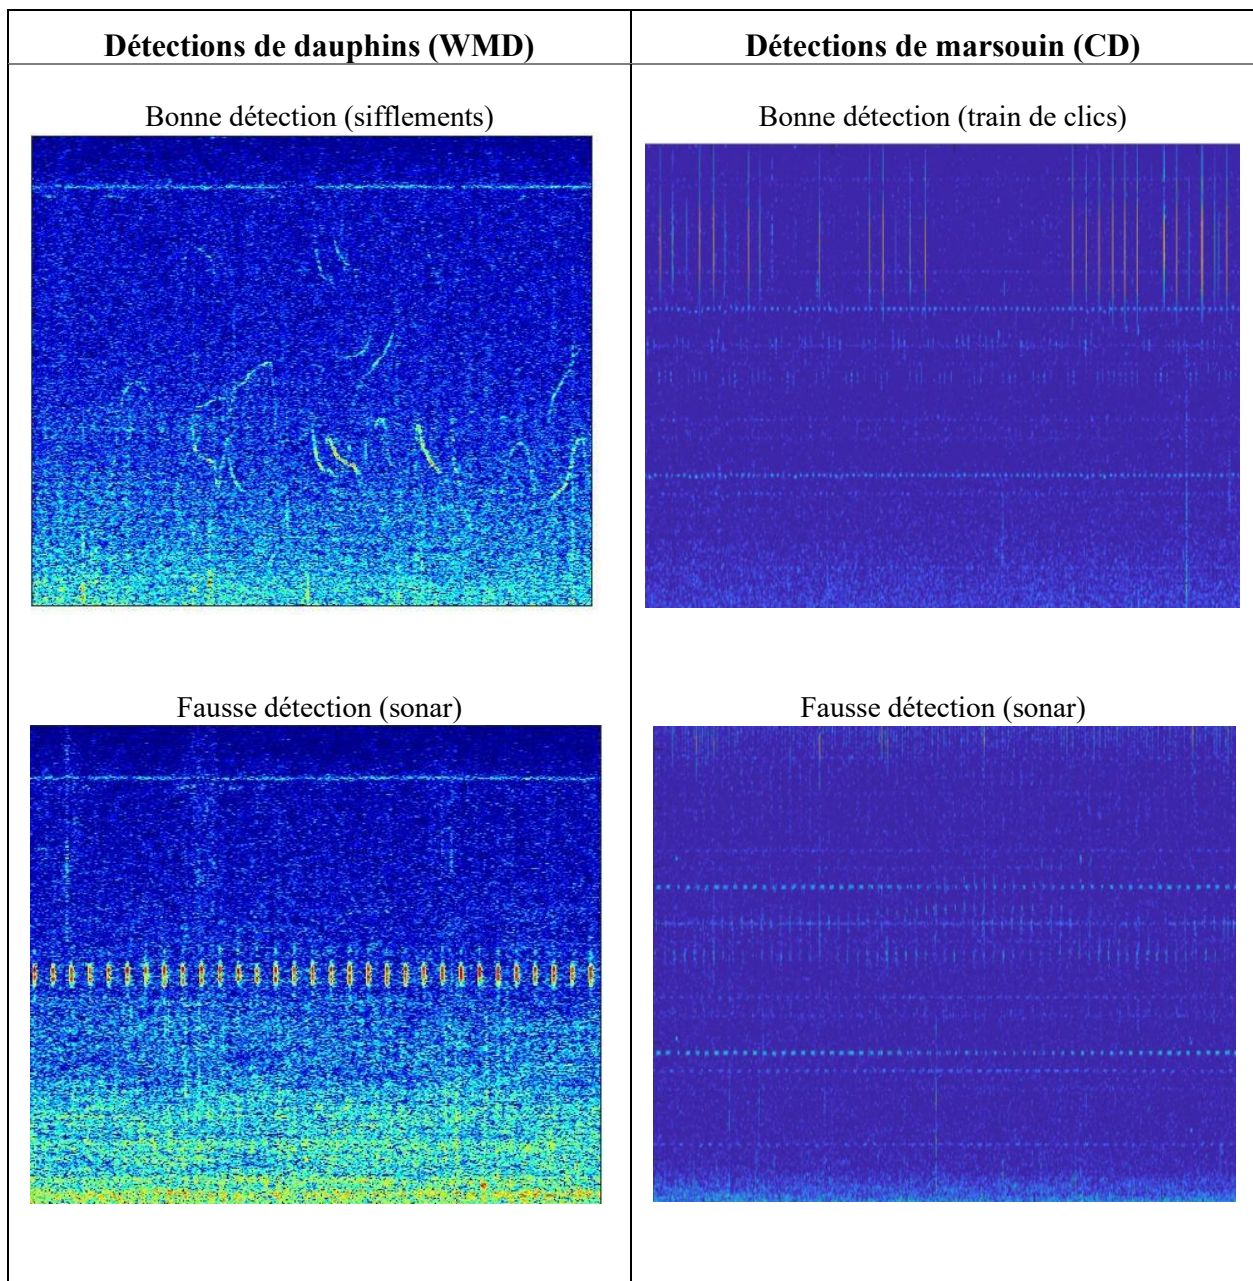 Détections de dauphins (WMD)
Détections de marsouin (CD)
Bonne détection (sifflements)
Bonne détection (train de clics)
Fausse détection (sonar)
Fausse détection (sonar)